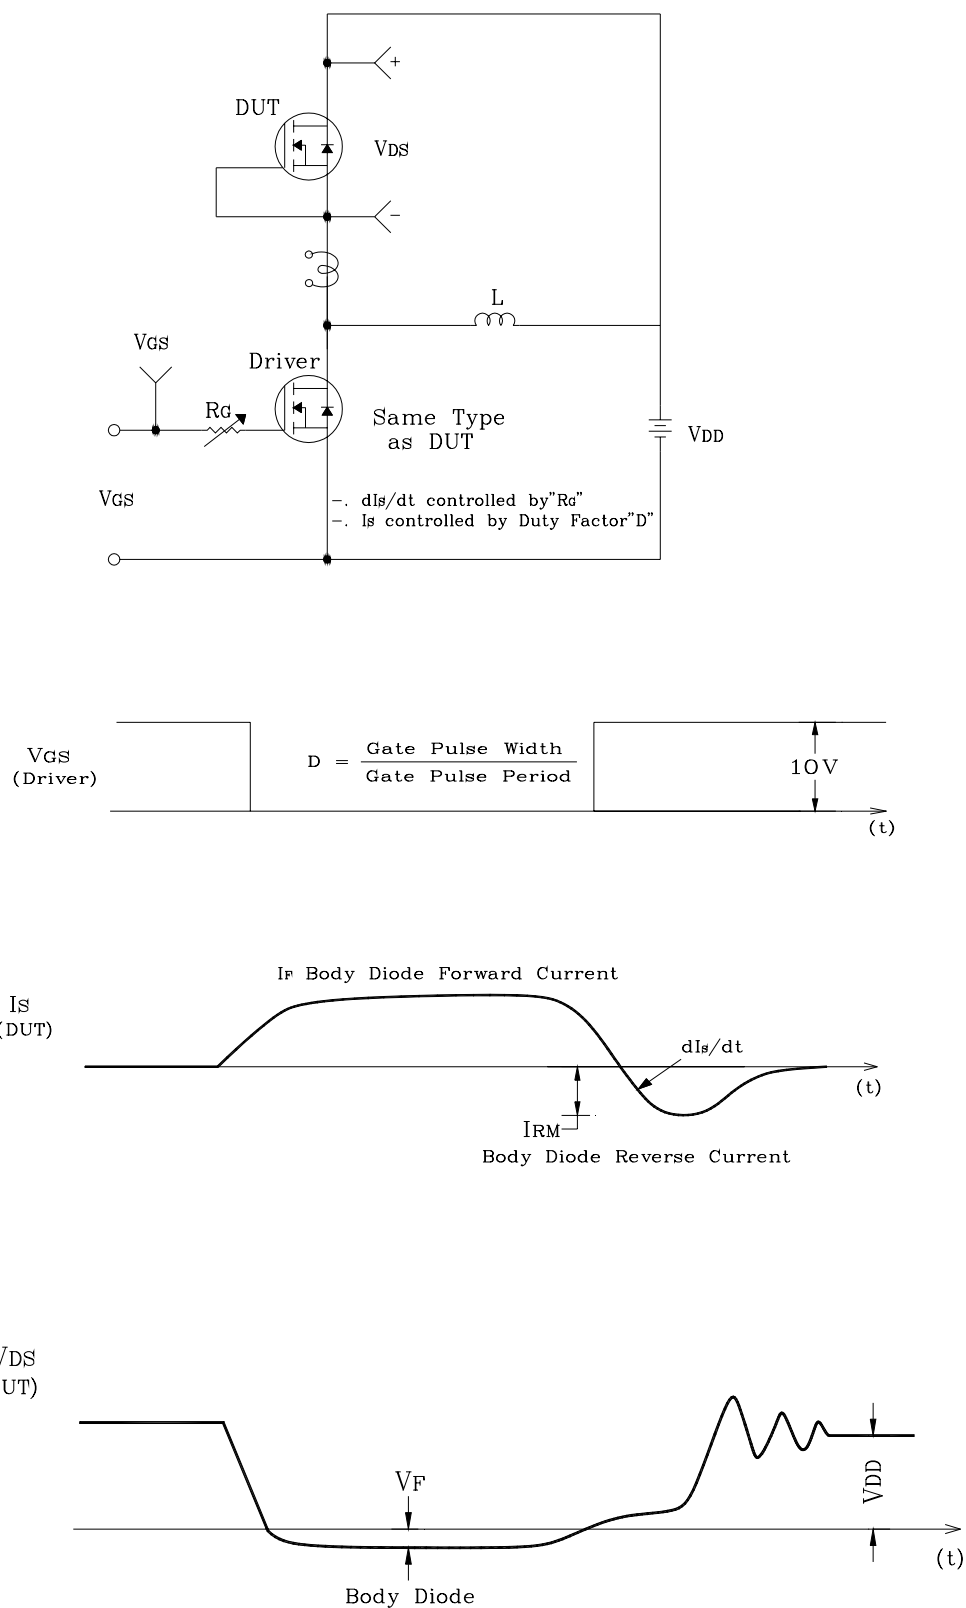 +
DUT
VDS
-
L
VGS
Driver
RG
Same Type
as DUT
VDD
VGS
-. dIs/dt controlled by"RG"
-. Is controlled by Duty Factor"D"
VGS
(Driver)
D = Gate Pulse Width
Gate Pulse Period
10V
(t)
IF Body Diode Forward Current
IS
(DUT)
dIs/dt
(t)
IRM
Body Diode Reverse Current
VDS
UT)
VF
VDD
(t)
Body Diode